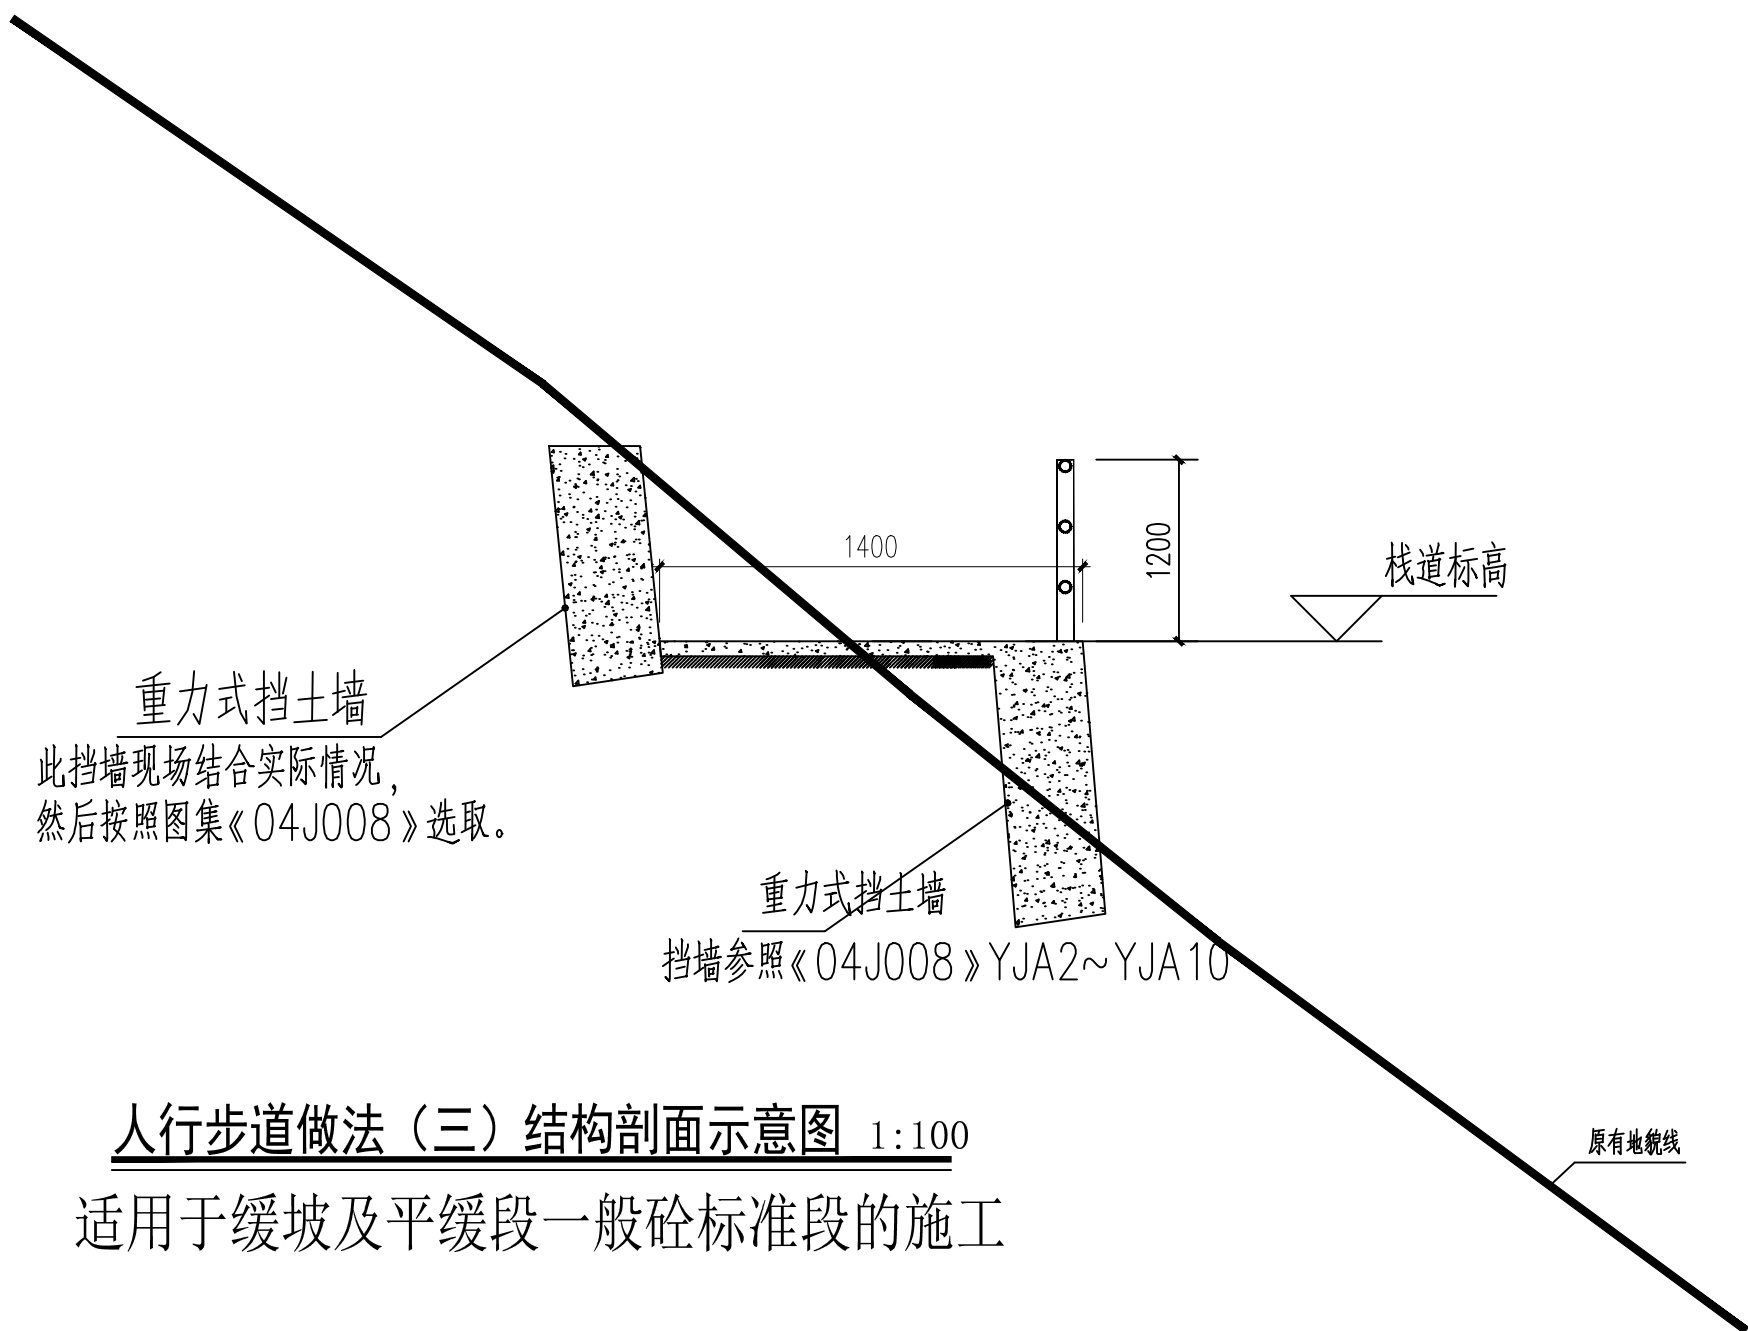 1400
1200
栈道标高
重力式挡土墙
此挡墙现场结合实际情况，
然后按照图集《04J008》选取。
重力式挡土墙
挡墙参照《04J008》YJA2~YJA10
人行步道做法（三）结构剖面示意图 1:100
原有地貌线
适用于缓坡及平缓段一般砼标准段的施工